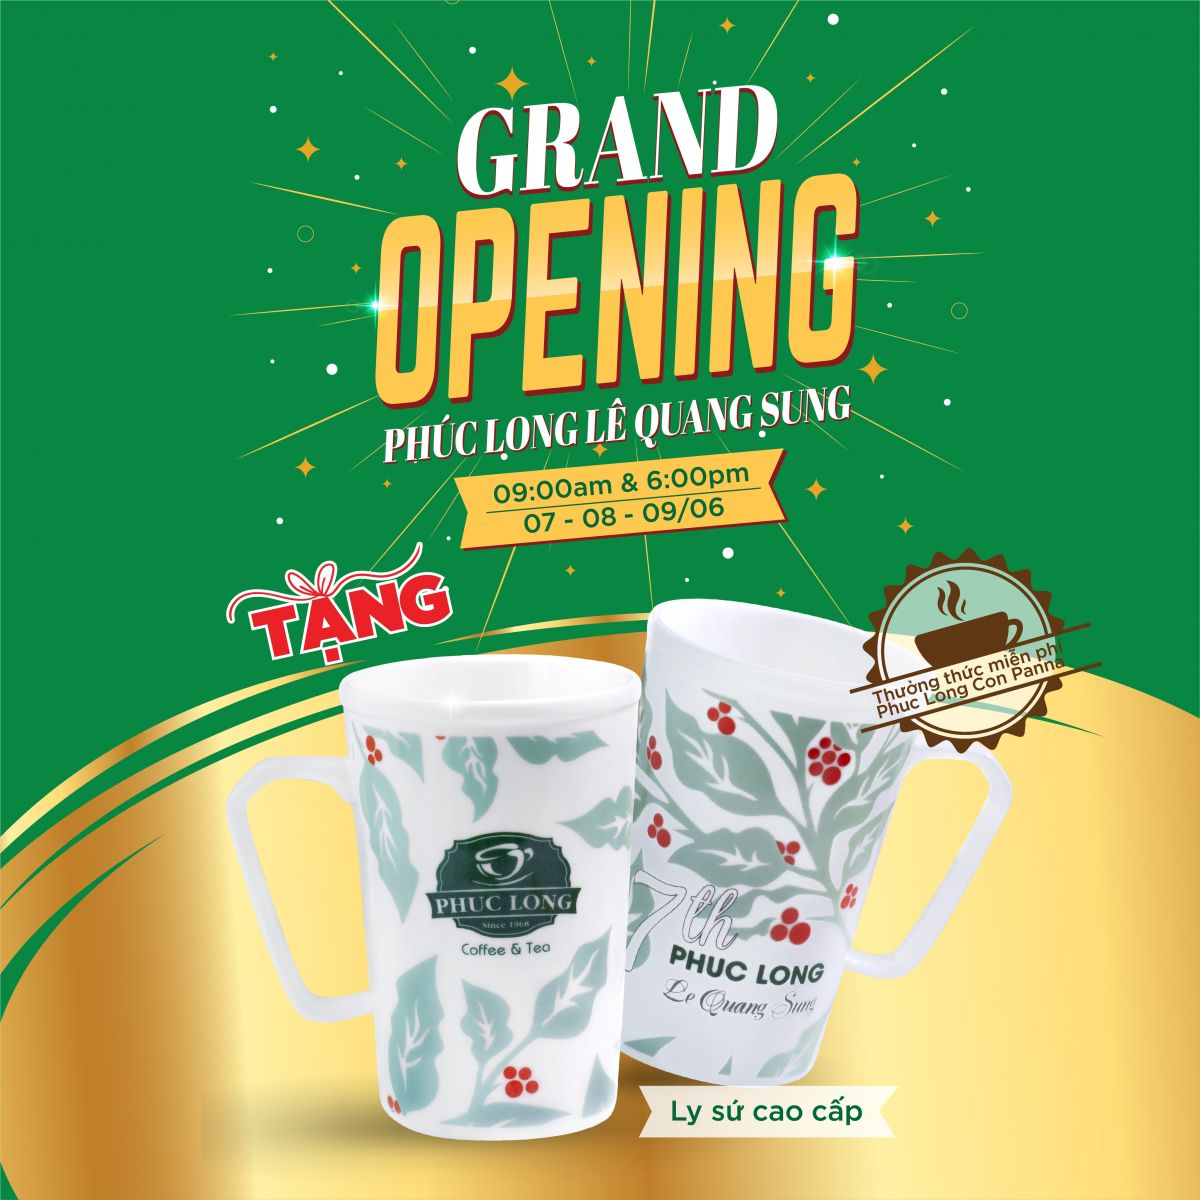 GRAND
OPENING
PHÚC LONG LÊ QUANG SUNG
09:00am & 6:00pm
07 - 08 - 09/06
TẶNG
Thưởng thức miễn phí
Phuc Long Con Panna
PHUC LONG
Since 1968
Coffee & Tea
7th
PHUC LONG
Le Quang Sung
Ly sứ cao cấp